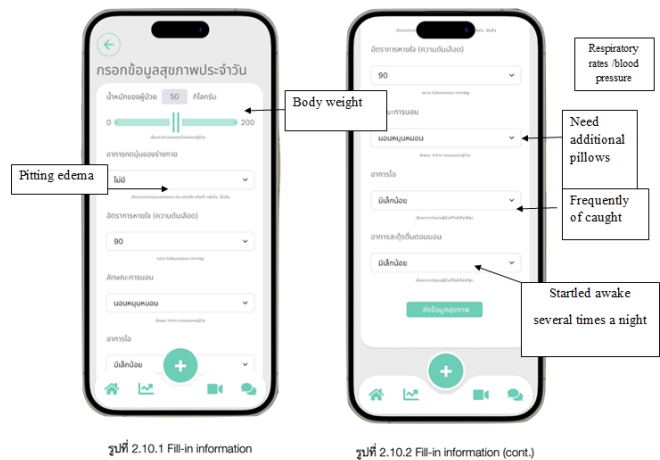 กรอกข้อมูลสุขภาพประจำวัน
น้ำหนักของผู้ป่วย 50 กิโลกรัม
0 200
อาการกดบุ๋มของร่างกาย
ไม่มี
อัตราการหายใจ (ความดันเลือด)
90
ลักษณะการนอน
นอนหนุนหมอน
อาการไอ
มีเล็กน้อย
Body weight
Pitting edema
รูปที่ 2.10.1 Fill-in information
อัตราการหายใจ (ความดันเลือด)
90
ณะการนอน
นอนหนุนหมอน
อาการไอ
มีเล็กน้อย
อาการสะดุ้งตื่นตอนนอน
มีเล็กน้อย
ส่งข้อมูลสุขภาพ
Respiratory
rates /blood
pressure
Need
additional
pillows
Frequently
of caught
Startled awake
several times a night
รูปที่ 2.10.2 Fill-in information (cont.)